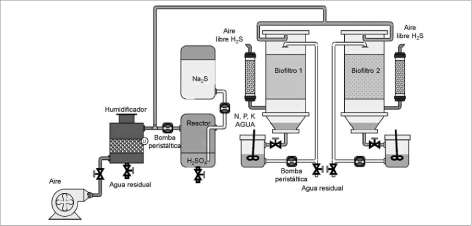 Aire
libre H₂S
Aire
libre H₂S
Na₂S
Biofiltro 1
Biofiltro 2
Humidificador
N, P, K
AGUA
Reactor
Bomba
peristáltica
H₂SO₄
Bomba
peristáltica
Agua residual
Agua residual
Aire